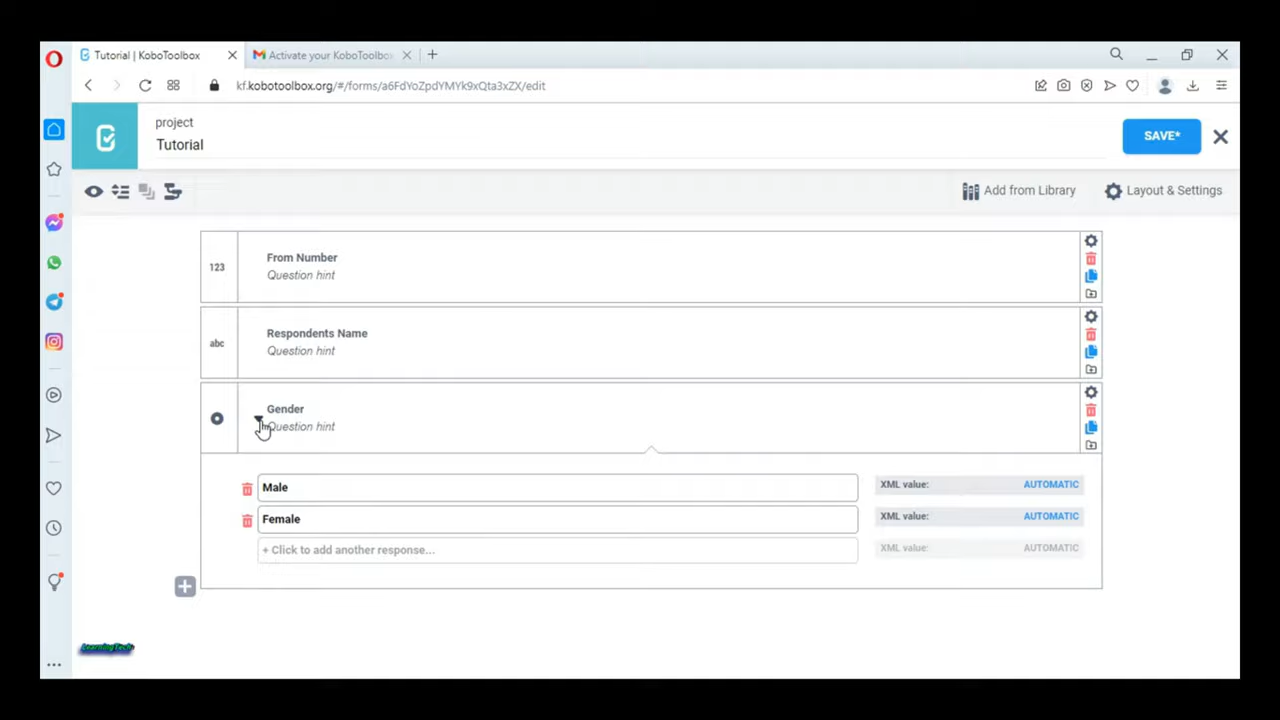 Tutorial | KoboToolbox
Activate your KoboToolbo
kf.kobotoolbox.org/#/forms/a6FdYoZpdYMYk9xQta3xZX/edit
project
Tutorial
SAVE*
Add from Library
Layout & Settings
123
From Number
Question hint
abc
Respondents Name
Question hint
Gender
Question hint
Male
XML value:
AUTOMATIC
Female
XML value:
AUTOMATIC
+ Click to add another response...
XML value:
AUTOMATIC
LearningTech